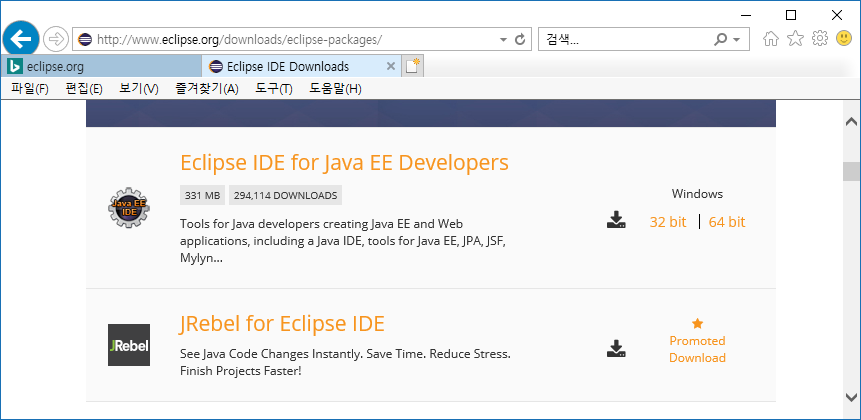 http://www.eclipse.org/downloads/eclipse-packages/
검색...
eclipse.org
Eclipse IDE Downloads
파일(F) 편집(E) 보기(V) 즐겨찾기(A) 도구(T) 도움말(H)
Eclipse IDE for Java EE Developers
331 MB 294,114 DOWNLOADS
Java EE
IDE
Tools for Java developers creating Java EE and Web
applications, including a Java IDE, tools for Java EE, JPA, JSF,
Mylyn...
Windows
32 bit 64 bit
JRebel for Eclipse IDE
JRebel
See Java Code Changes Instantly. Save Time. Reduce Stress.
Finish Projects Faster!
Promoted
Download